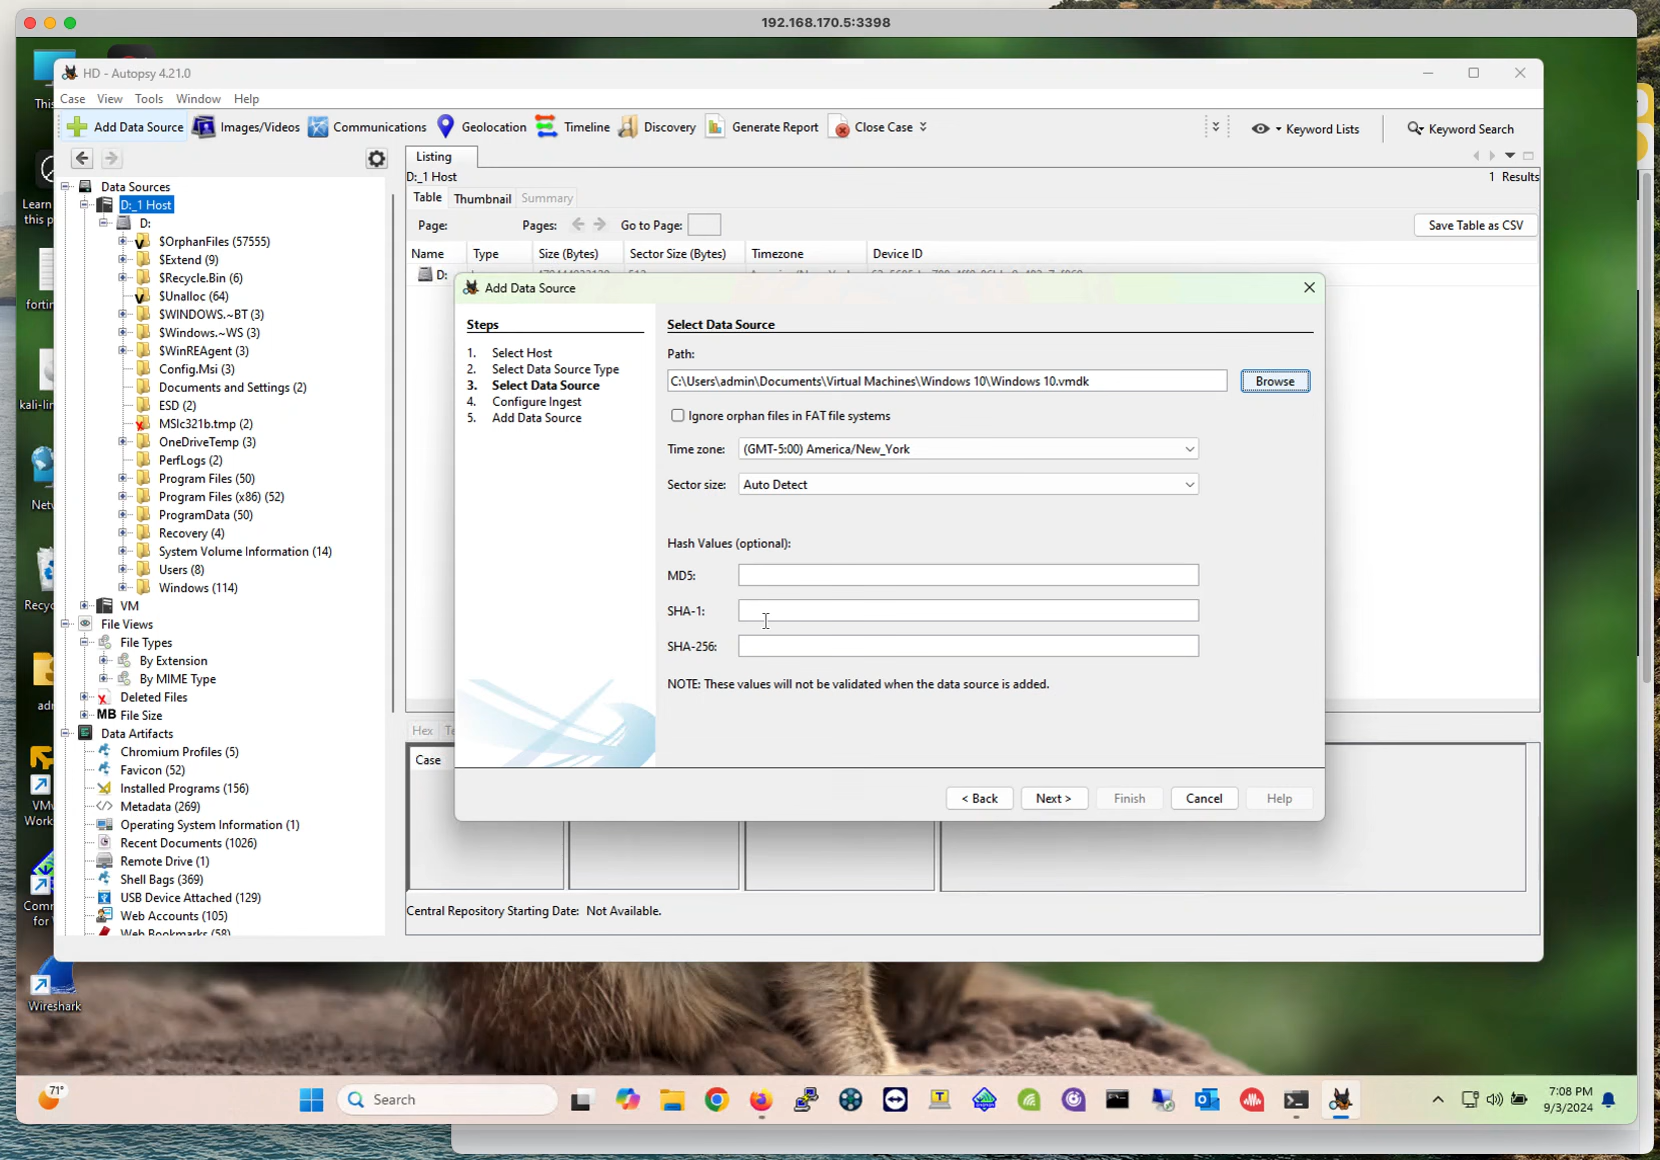 192.168.170.5:3398
HD - Autopsy 4.21.0
Case View Tools Window Help
Add Data Source Images/Videos Communications Geolocation Timeline Discovery Generate Report Close Case Keyword Lists Keyword Search
Listing
D:_1 Host
1 Results
Table Thumbnail Summary
Page: Pages: Go to Page: Save Table as CSV
Name Type Size (Bytes) Sector Size (Bytes) Timezone Device ID
D:
Data Sources
D:_1 Host
D:
$OrphanFiles (57555)
$Extend (9)
$Recycle.Bin (6)
$Unalloc (64)
$WINDOWS.~BT (3)
$Windows.~WS (3)
$WinREAgent (3)
Config.Msi (3)
Documents and Settings (2)
ESD (2)
MSIc321b.tmp (2)
OneDriveTemp (3)
PerfLogs (2)
Program Files (50)
Program Files (x86) (52)
ProgramData (50)
Recovery (4)
System Volume Information (14)
Users (8)
Windows (114)
VM
File Views
File Types
By Extension
By MIME Type
Deleted Files
MB File Size
Data Artifacts
Chromium Profiles (5)
Favicon (52)
Installed Programs (156)
Metadata (269)
Operating System Information (1)
Recent Documents (1026)
Remote Drive (1)
Shell Bags (369)
USB Device Attached (129)
Web Accounts (105)
Web Bookmarks (58)
Add Data Source
Steps
1. Select Host
2. Select Data Source Type
3. Select Data Source
4. Configure Ingest
5. Add Data Source
Select Data Source
Path:
C:\Users\admin\Documents\Virtual Machines\Windows 10\Windows 10.vmdk Browse
Ignore orphan files in FAT file systems
Time zone: (GMT-5:00) America/New_York
Sector size: Auto Detect
Hash Values (optional):
MD5:
SHA-1:
SHA-256:
NOTE: These values will not be validated when the data source is added.
< Back Next > Finish Cancel Help
Hex
Case
Central Repository Starting Date: Not Available.
Learn
this p
Wireshark
71°
Search
7:08 PM
9/3/2024